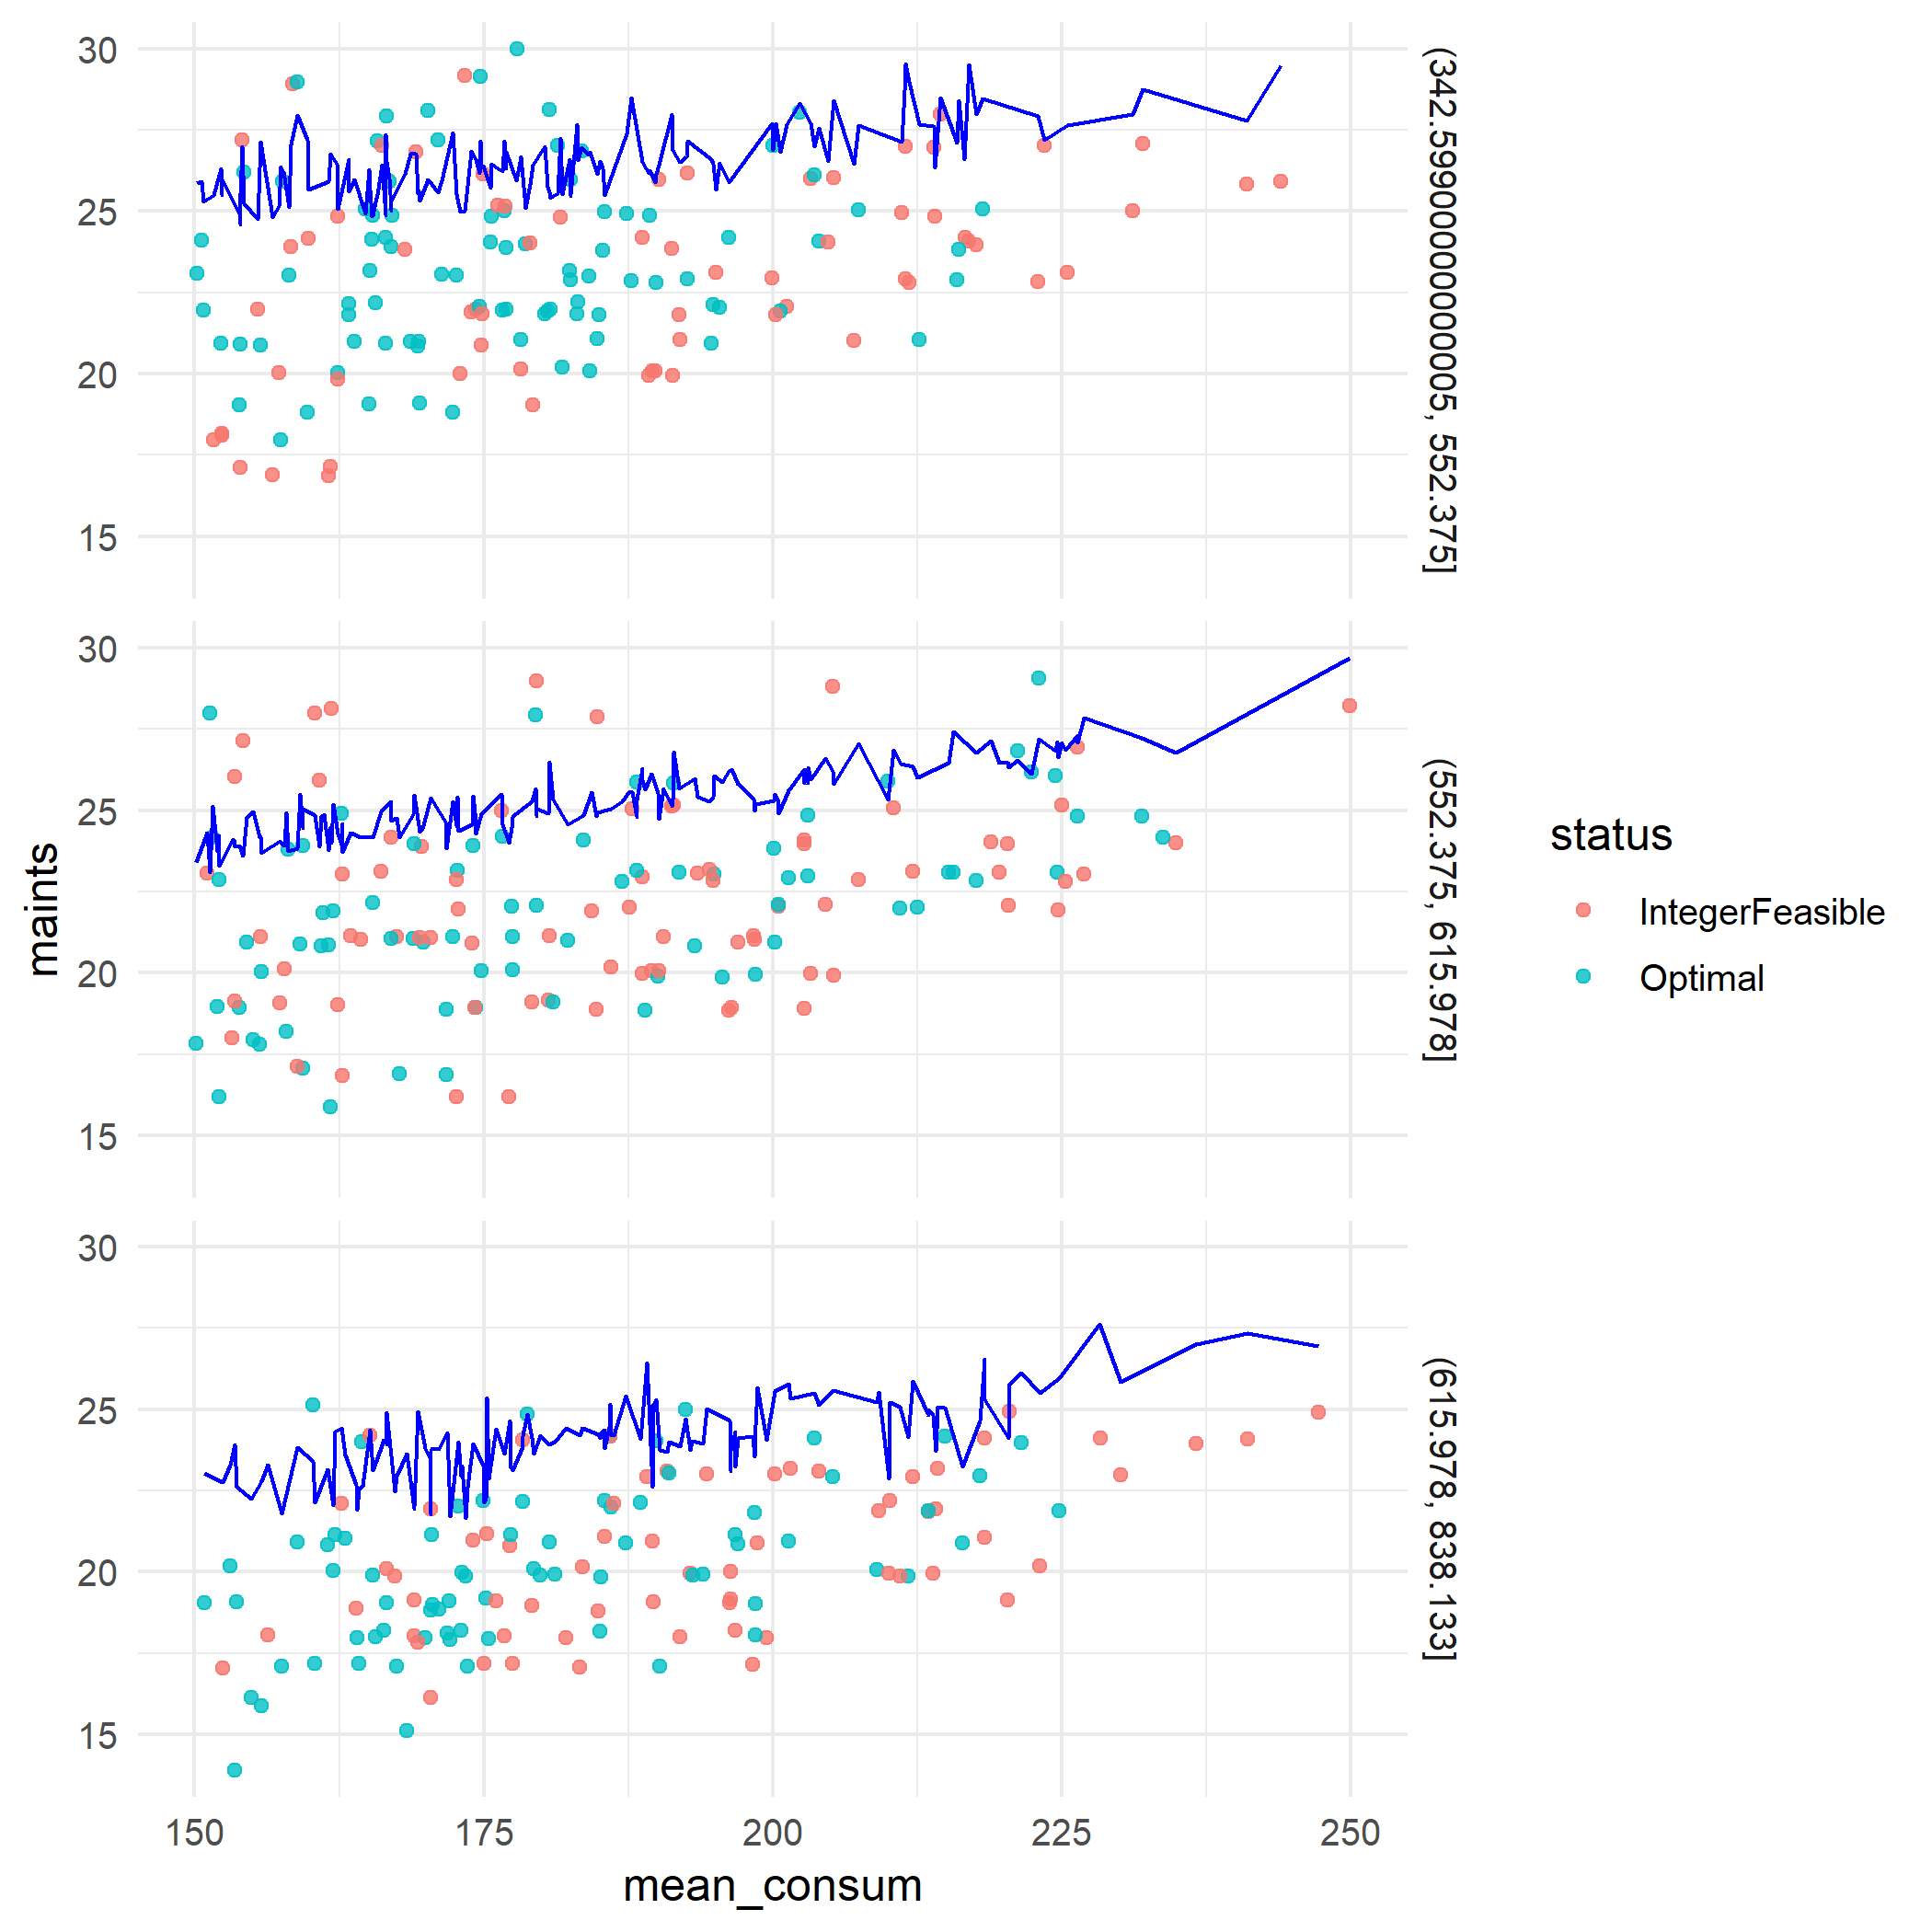 30
25
20
15
(342.59900000000005, 552.375]
30
25
20
15
(552.375, 615.978]
30
25
20
15
(615.978, 838.133]
maints
150 175 200 225 250
mean_consum
status
IntegerFeasible
Optimal